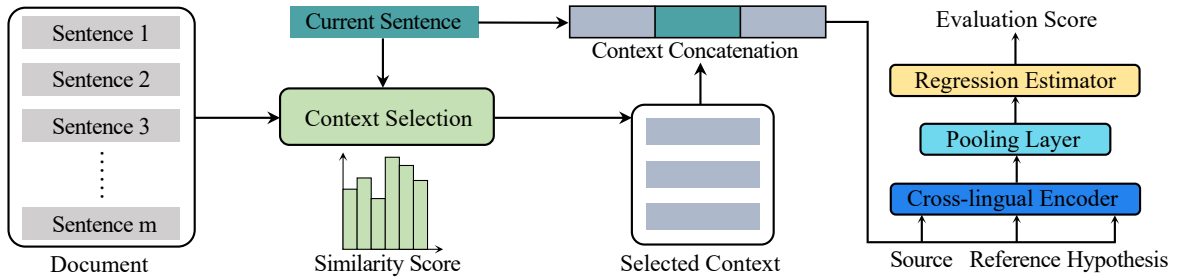 Sentence 1
Sentence 2
Sentence 3
Sentence m
Document
Current Sentence
Context Selection
Similarity Score
Context Concatenation
Selected Context
Evaluation Score
Regression Estimator
Pooling Layer
Cross-lingual Encoder
Source Reference Hypothesis